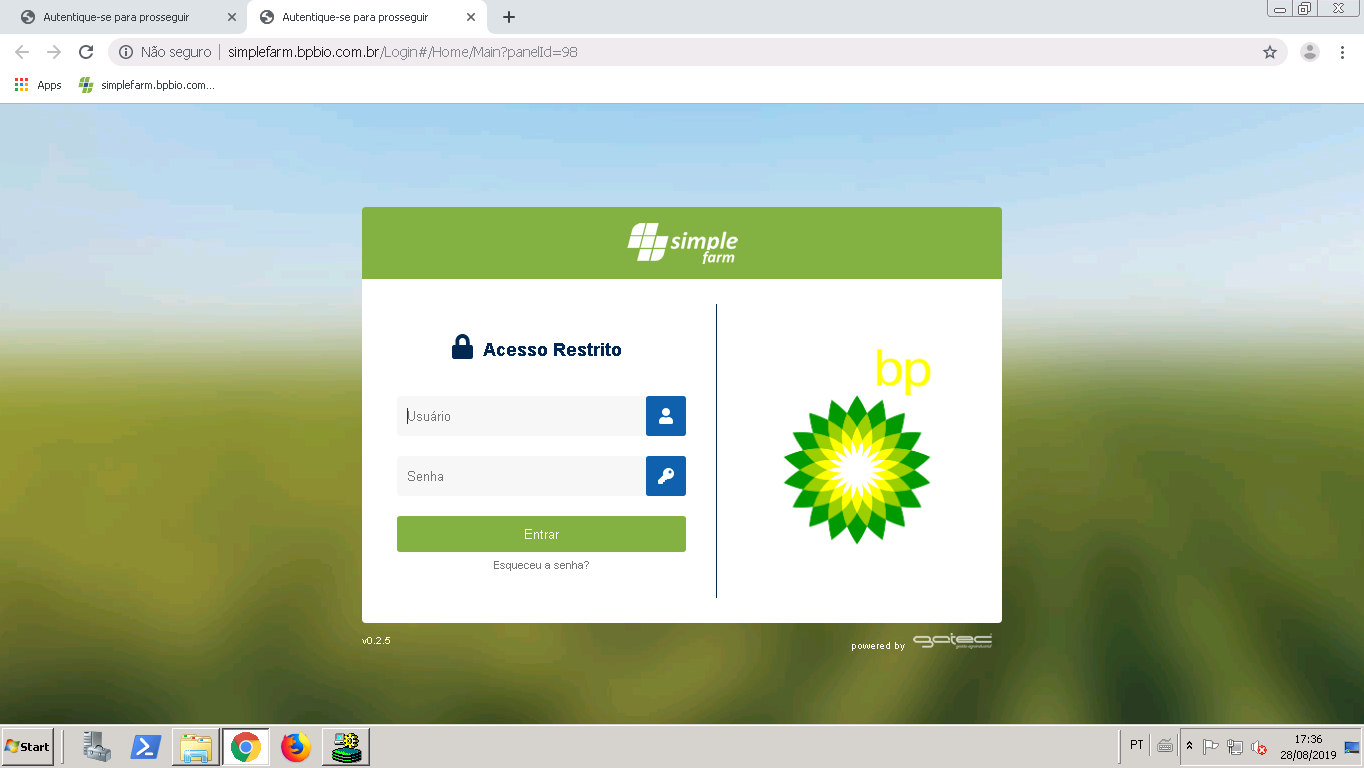 Autentique-se para prosseguir
Autentique-se para prosseguir
Não seguro simplefarm.bpbio.com.br/Login#/Home/Main?panelId=98
Apps simplefarm.bpbio.com...
simple
farm
Acesso Restrito
bp
Usuário
Senha
Entrar
Esqueceu a senha?
v0.2.5
powered by gatec
Start
PT
17:36
28/08/2019